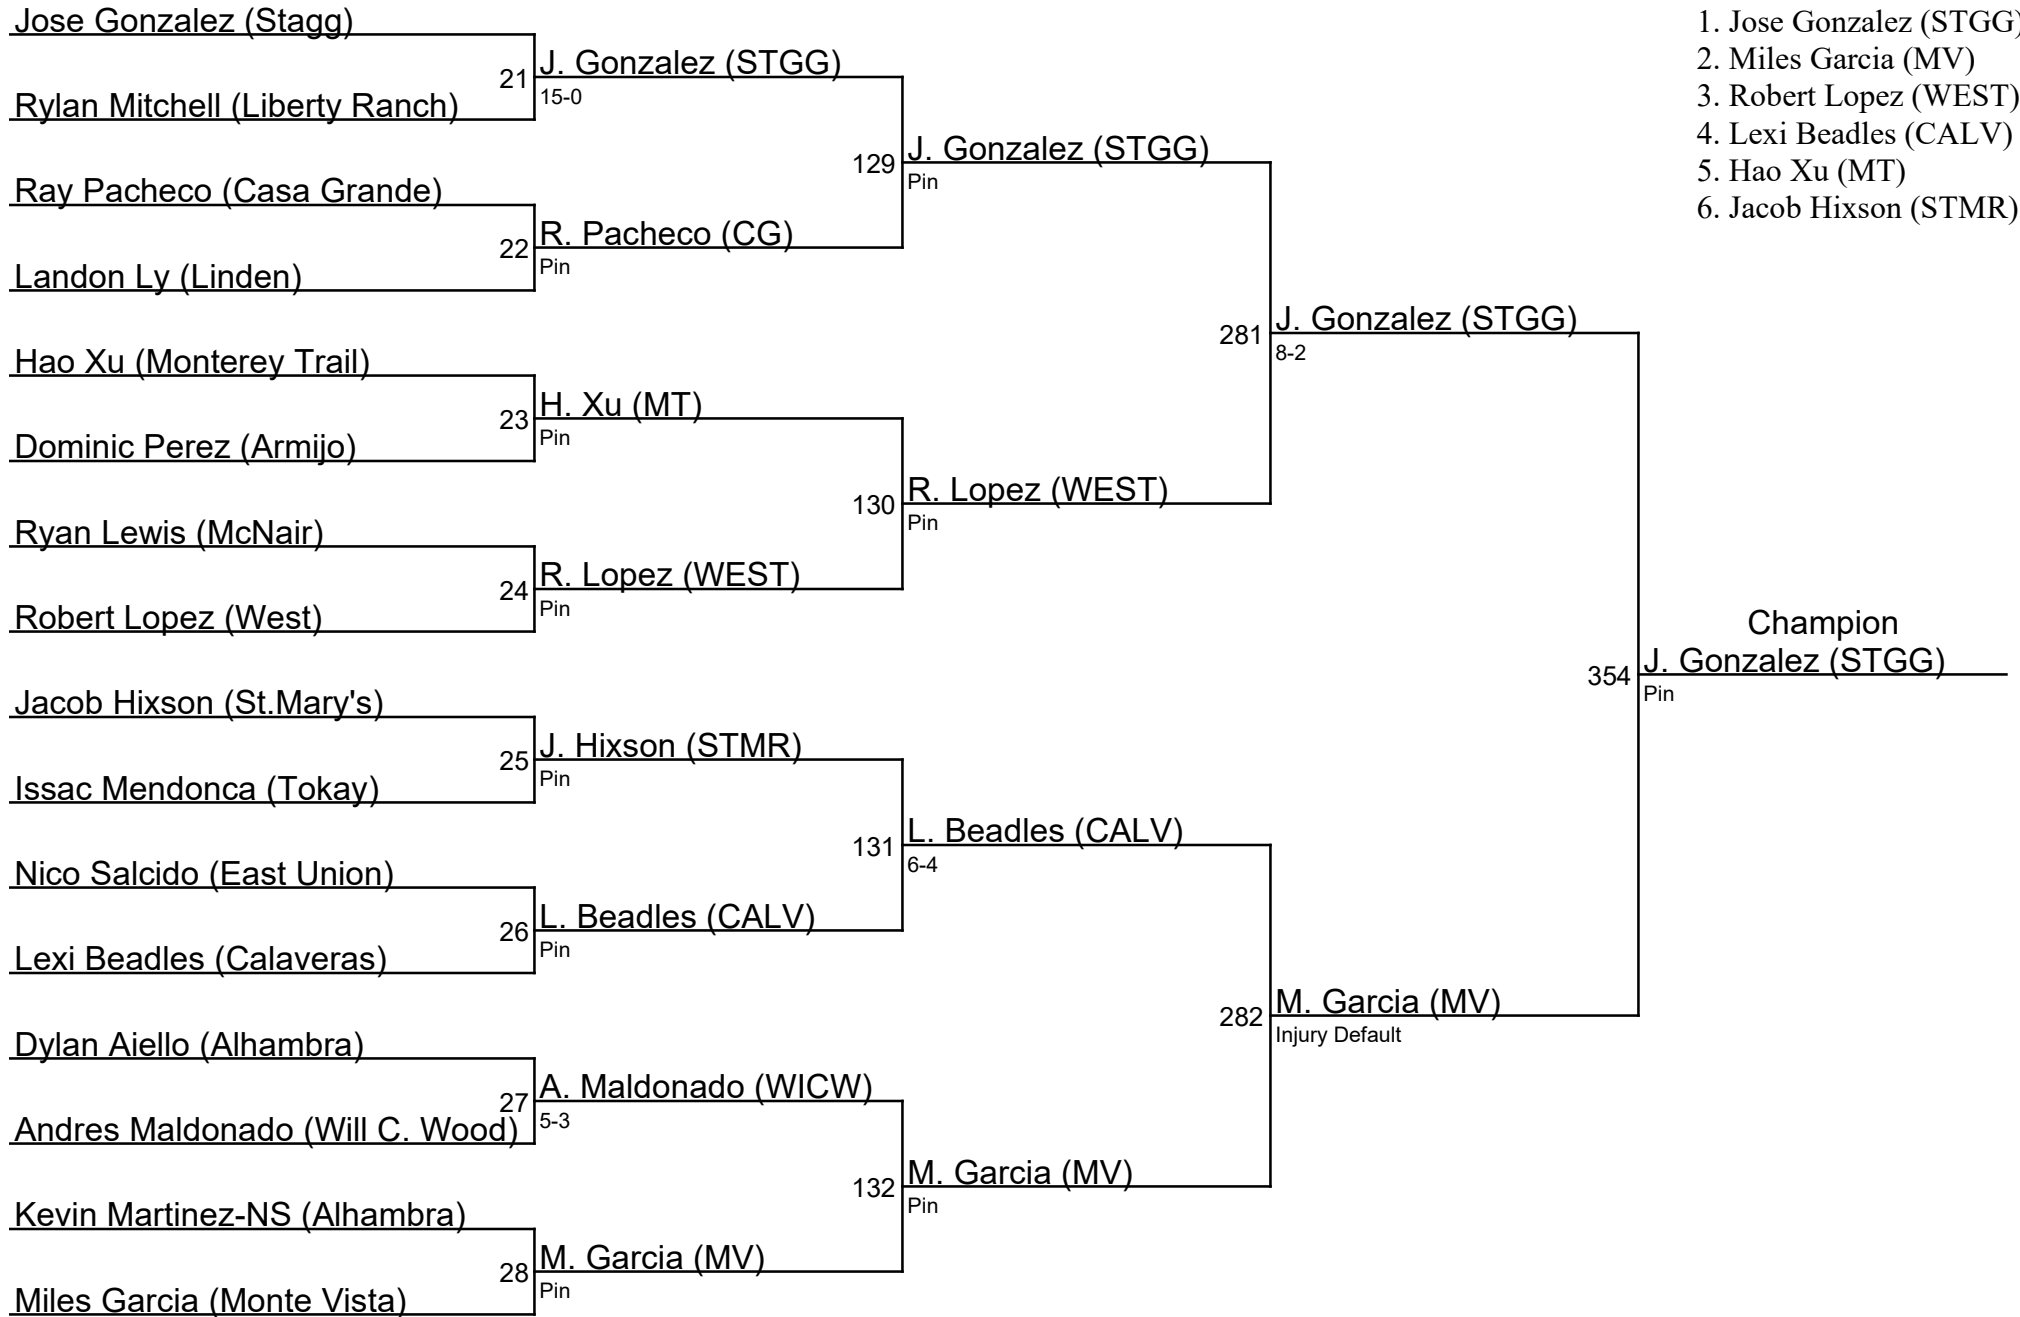 Jose Gonzalez (Stagg)
21
J. Gonzalez (STGG)
15-0
Rylan Mitchell (Liberty Ranch)
129
J. Gonzalez (STGG)
Pin
Ray Pacheco (Casa Grande)
22
R. Pacheco (CG)
Pin
Landon Ly (Linden)
281
J. Gonzalez (STGG)
8-2
Hao Xu (Monterey Trail)
23
H. Xu (MT)
Pin
Dominic Perez (Armijo)
130
R. Lopez (WEST)
Pin
Ryan Lewis (McNair)
24
R. Lopez (WEST)
Pin
Robert Lopez (West)
354
Champion
J. Gonzalez (STGG)
Pin
Jacob Hixson (St.Mary's)
25
J. Hixson (STMR)
Pin
Issac Mendonca (Tokay)
131
L. Beadles (CALV)
6-4
Nico Salcido (East Union)
26
L. Beadles (CALV)
Pin
Lexi Beadles (Calaveras)
282
M. Garcia (MV)
Injury Default
Dylan Aiello (Alhambra)
27
A. Maldonado (WICW)
5-3
Andres Maldonado (Will C. Wood)
132
M. Garcia (MV)
Pin
Kevin Martinez-NS (Alhambra)
28
M. Garcia (MV)
Pin
Miles Garcia (Monte Vista)
1. Jose Gonzalez (STGG)
2. Miles Garcia (MV)
3. Robert Lopez (WEST)
4. Lexi Beadles (CALV)
5. Hao Xu (MT)
6. Jacob Hixson (STMR)